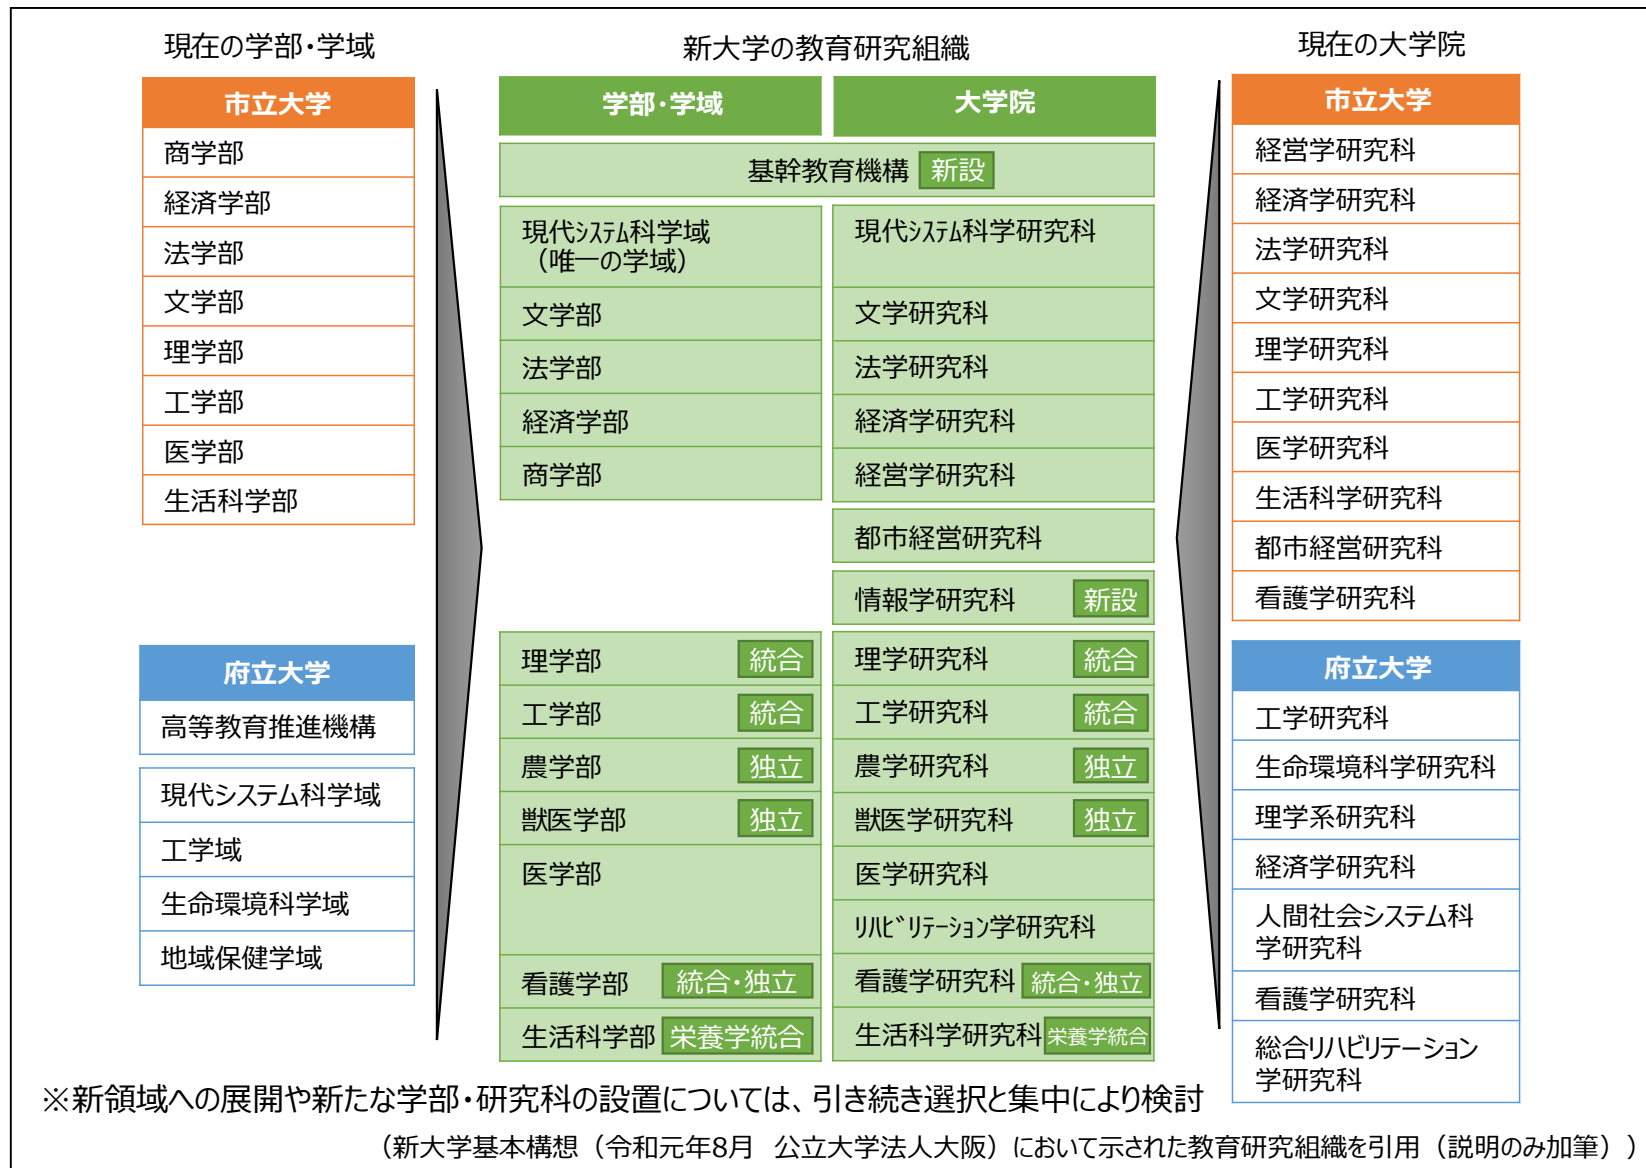 現在の学部・学域
市立大学
商学部
経済学部
法学部
文学部
理学部
工学部
医学部
生活科学部
府立大学
高等教育推進機構
現代システム科学域
工学域
生命環境科学域
地域保健学域
新大学の教育研究組織
学部・学域
大学院
基幹教育機構 新設
現代システム科学域
（唯一の学域）
現代システム科学研究科
文学部
文学研究科
法学部
法学研究科
経済学部
経済学研究科
商学部
経営学研究科
都市経営研究科
情報学研究科 新設
理学部 統合
理学研究科 統合
工学部 統合
工学研究科 統合
農学部 独立
農学研究科 独立
獣医学部 独立
獣医学研究科 独立
医学部
医学研究科
リハビリテーション学研究科
看護学部 統合・独立
看護学研究科 統合・独立
生活科学部 栄養学統合
生活科学研究科 栄養学統合
現在の大学院
市立大学
経営学研究科
経済学研究科
法学研究科
文学研究科
理学研究科
工学研究科
医学研究科
生活科学研究科
都市経営研究科
看護学研究科
府立大学
工学研究科
生命環境科学研究科
理学系研究科
経済学研究科
人間社会システム科
学研究科
看護学研究科
総合リハビリテーション
学研究科
※新領域への展開や新たな学部・研究科の設置については、引き続き選択と集中により検討
（新大学基本構想（令和元年8月 公立大学法人大阪）において示された教育研究組織を引用（説明のみ加筆））